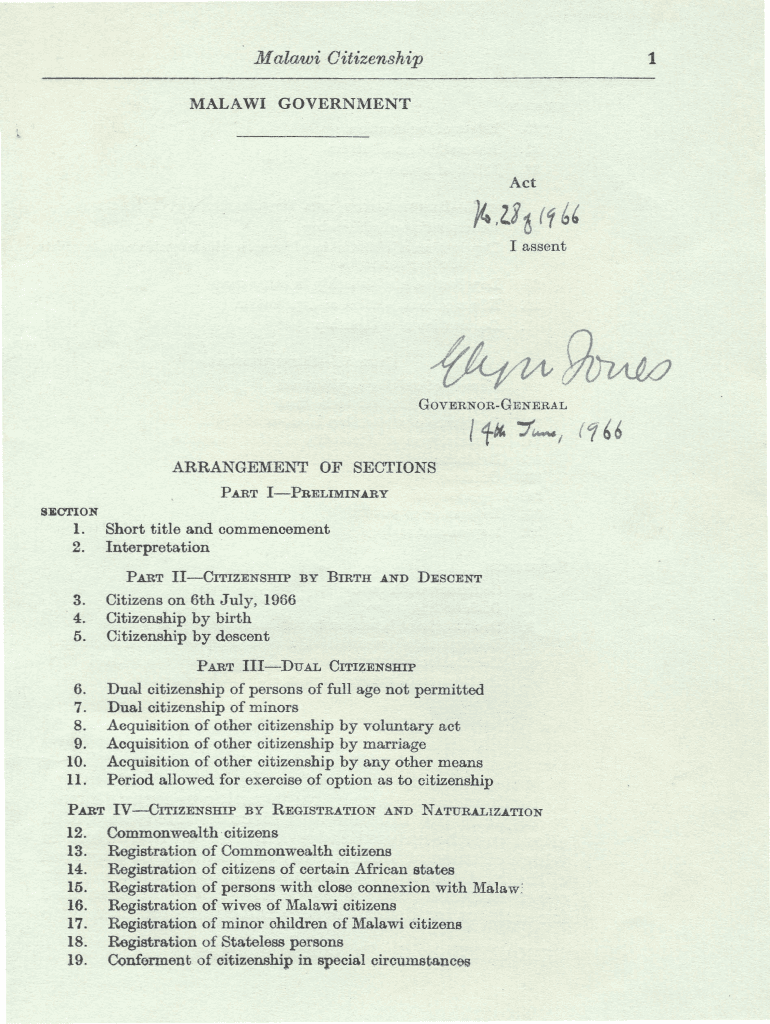 Malawi Citizenship 1
MALAWI GOVERNMENT
Act
No. 28 of 1966
I assent
Glyn Jones
GOVERNOR-GENERAL
14th June, 1966
ARRANGEMENT OF SECTIONS
PART I—PRELIMINARY
SECTION
1. Short title and commencement
2. Interpretation
PART II—CITIZENSHIP BY BIRTH AND DESCENT
3. Citizens on 6th July, 1966
4. Citizenship by birth
5. Citizenship by descent
PART III—DUAL CITIZENSHIP
6. Dual citizenship of persons of full age not permitted
7. Dual citizenship of minors
8. Acquisition of other citizenship by voluntary act
9. Acquisition of other citizenship by marriage
10. Acquisition of other citizenship by any other means
11. Period allowed for exercise of option as to citizenship
PART IV—CITIZENSHIP BY REGISTRATION AND NATURALIZATION
12. Commonwealth citizens
13. Registration of Commonwealth citizens
14. Registration of citizens of certain African states
15. Registration of persons with close connexion with Malawi
16. Registration of wives of Malawi citizens
17. Registration of minor children of Malawi citizens
18. Registration of Stateless persons
19. Conferment of citizenship in special circumstances